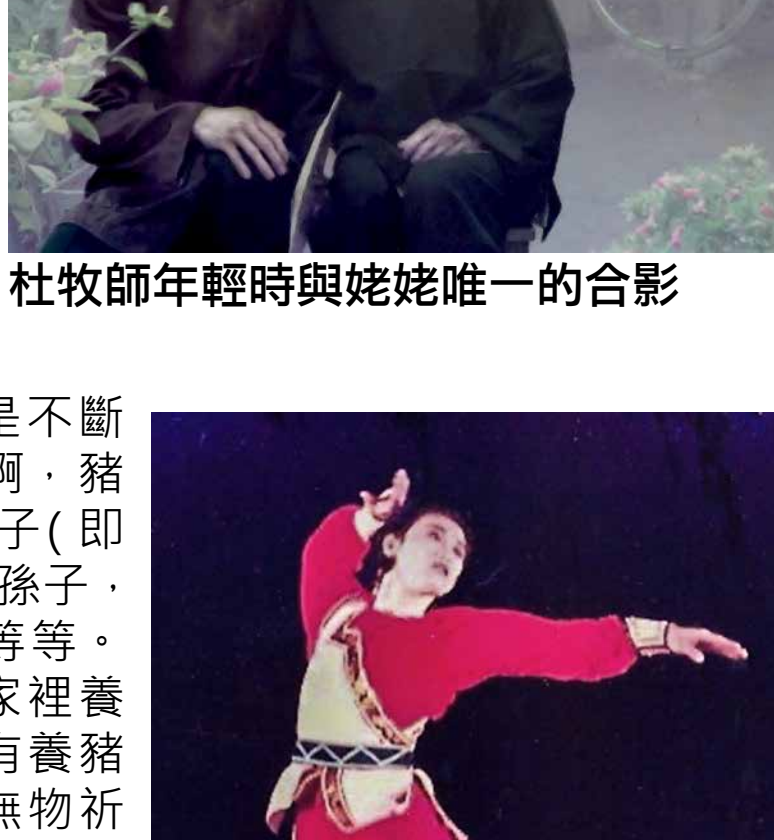 杜牧師年輕時與姥姥唯一的合影
是不斷
啊，豬
子(即
孫子，
等等。
家裡養
有養豬
無物祈